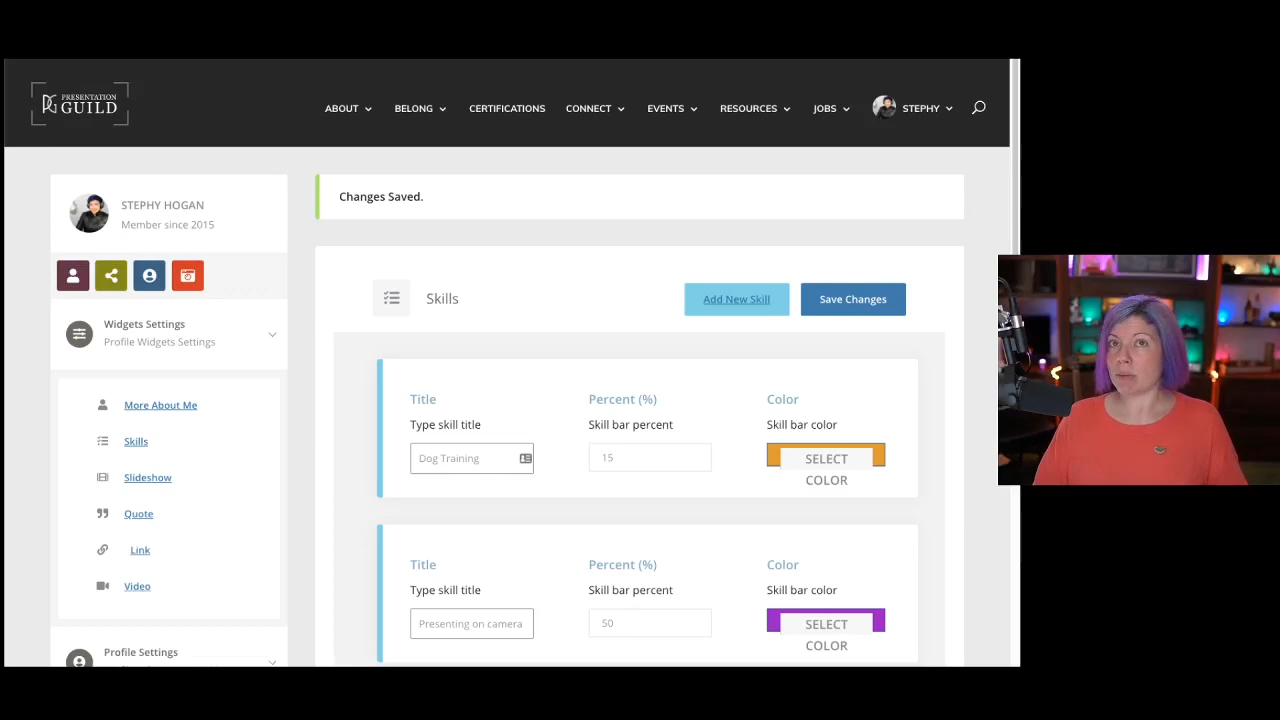 PRESENTATION
GUILD
ABOUT
BELONG
CERTIFICATIONS
CONNECT
EVENTS
RESOURCES
JOBS
STEPHY
STEPHY HOGAN
Member since 2015
Widgets Settings
Profile Widgets Settings
More About Me
Skills
Slideshow
Quote
Link
Video
Profile Settings
Changes Saved.
Skills
Add New Skill
Save Changes
Title
Percent (%)
Color
Type skill title
Skill bar percent
Skill bar color
Dog Training
15
SELECT
COLOR
Title
Percent (%)
Color
Type skill title
Skill bar percent
Skill bar color
Presenting on camera
50
SELECT
COLOR